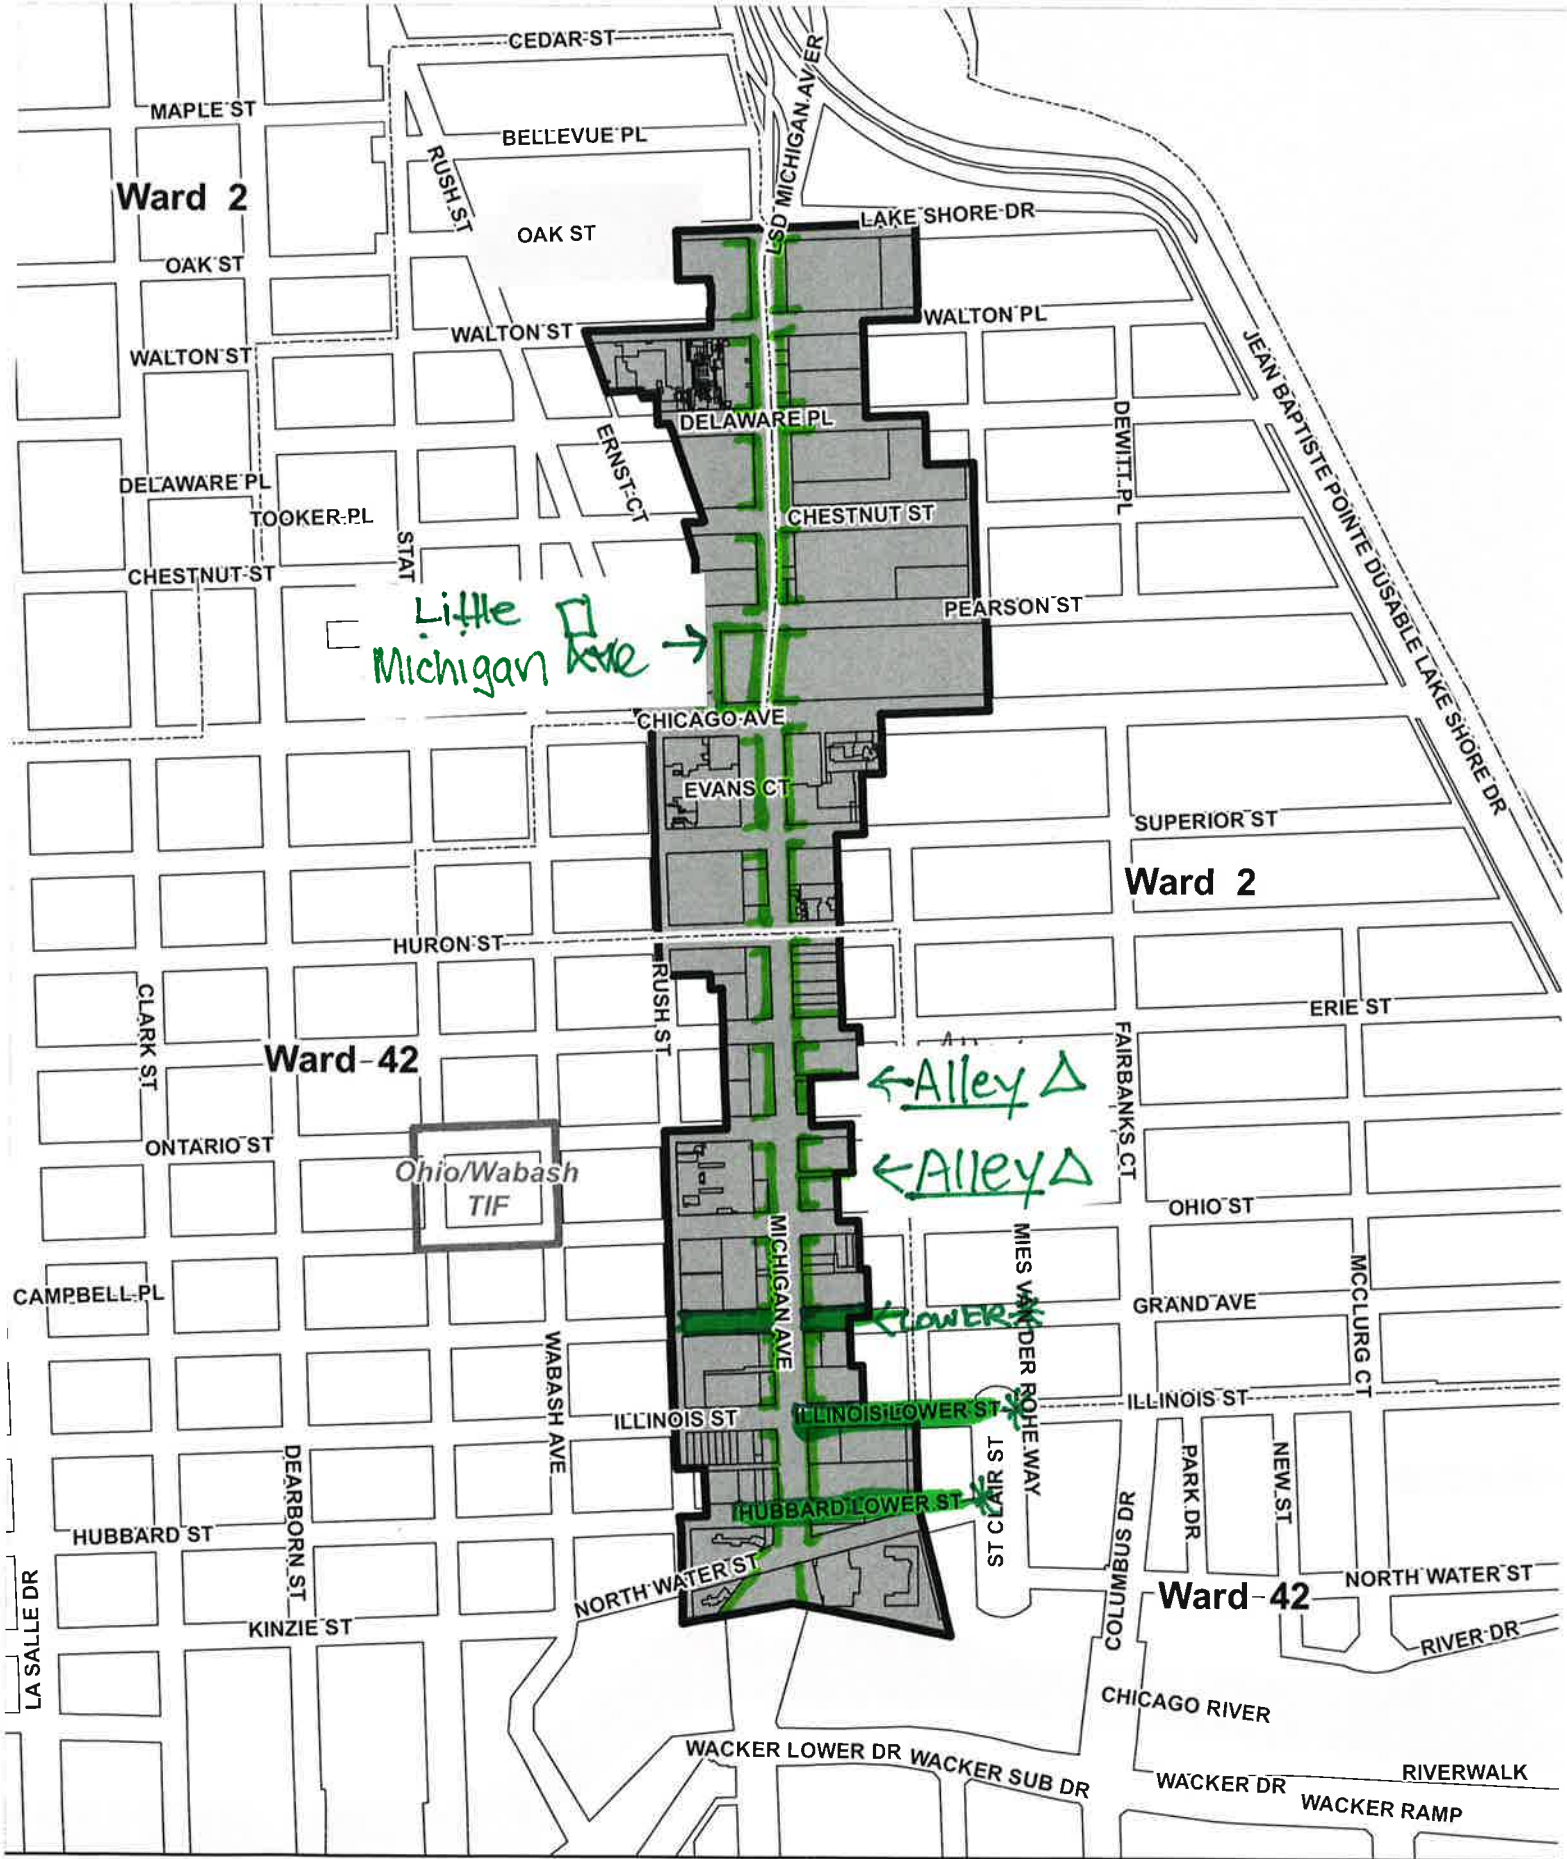 CEDAR ST
MAPLE ST
BELLEVUE PL
LSD MICHIGAN AV ER
RUSH ST
Ward 2
LAKE SHORE DR
OAK ST
OAK ST
WALTON PL
WALTON ST
WALTON ST
JEAN BAPTISTE POINTE DUSABLE LAKE SHORE DR
DELAWARE PL
DEWITT PL
ERNST CT
DELAWARE PL
TOOKER PL
CHESTNUT ST
STAT
CHESTNUT ST
Little
Michigan Ave →
PEARSON ST
CHICAGO AVE
EVANS CT
SUPERIOR ST
Ward 2
HURON ST
RUSH ST
CLARK ST
ERIE ST
Ward 42
FAIRBANKS CT
← Alley △
ONTARIO ST
← Alley △
Ohio/Wabash
TIF
OHIO ST
MICHIGAN AVE
MIES VAN DER ROHE WAY
MCCLURG CT
CAMPBELL PL
GRAND AVE
← LOWER *
WABASH AVE
ILLINOIS ST
ILLINOIS LOWER ST *
ILLINOIS ST
ST CLAIR ST
PARK DR
NEW ST
DEARBORN ST
HUBBARD LOWER ST *
HUBBARD ST
COLUMBUS DR
NORTH WATER ST
NORTH WATER ST
Ward 42
LA SALLE DR
KINZIE ST
RIVER DR
CHICAGO RIVER
WACKER LOWER DR
WACKER SUB DR
WACKER DR
RIVERWALK
WACKER RAMP